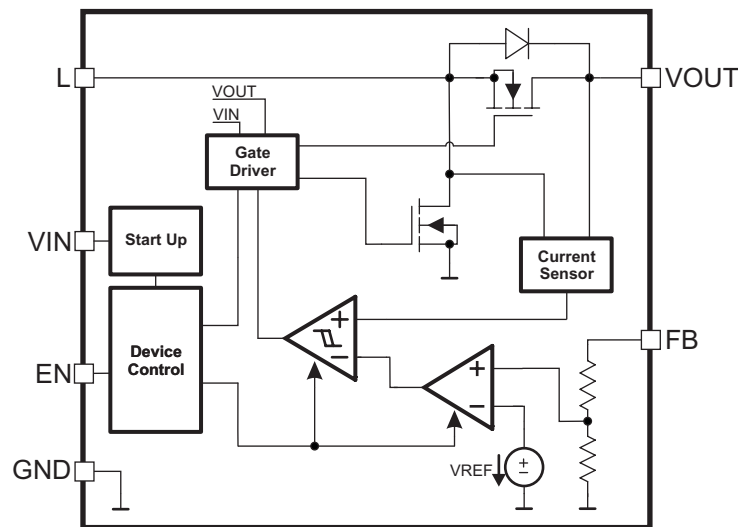 L
VOUT
VOUT
VIN
Gate
Driver
VIN
Start Up
Current
Sensor
EN
Device
Control
FB
+
−
+
−
VREF
+
−
GND